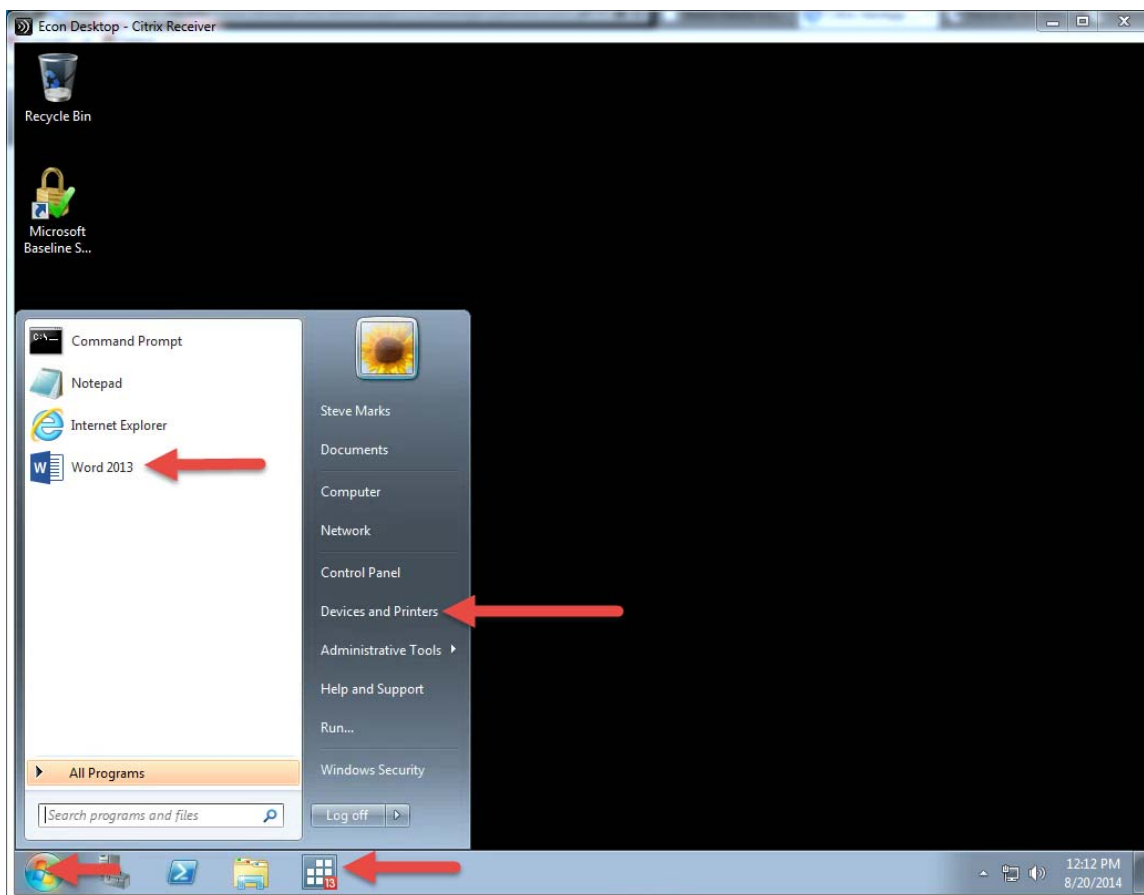 Econ Desktop - Citrix Receiver
Recycle Bin
Microsoft
Baseline S...
C:\_
Command Prompt
Notepad
Internet Explorer
W
Word 2013
All Programs
Search programs and files
Steve Marks
Documents
Computer
Network
Control Panel
Devices and Printers
Administrative Tools
Help and Support
Run...
Windows Security
Log off
13
12:12 PM
8/20/2014